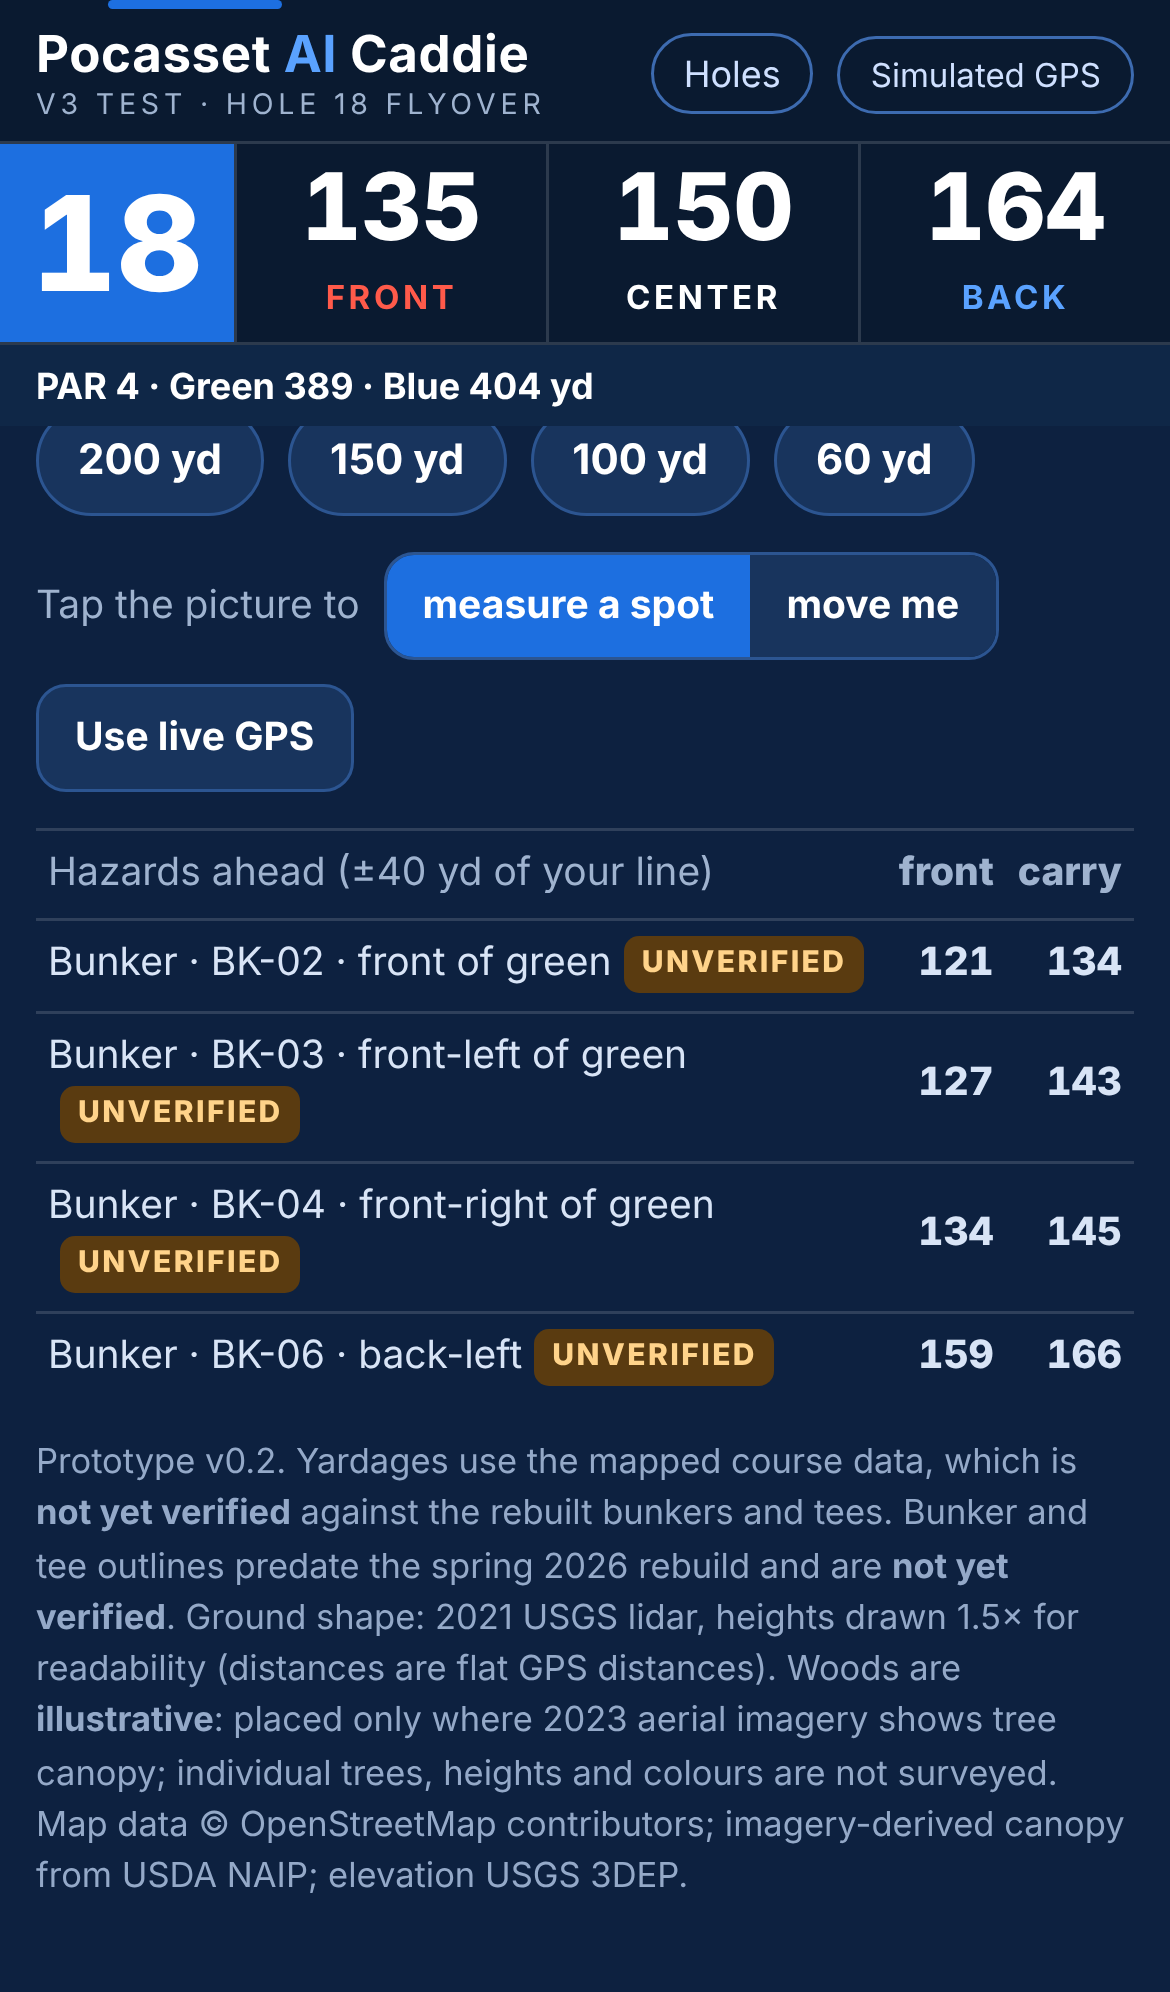 Pocasset AI Caddie
V3 TEST · HOLE 18 FLYOVER
Holes
Simulated GPS
18
135
FRONT
150
CENTER
164
BACK
PAR 4 · Green 389 · Blue 404 yd
200 yd
150 yd
100 yd
60 yd
Tap the picture to
measure a spot
move me
Use live GPS
Hazards ahead (±40 yd of your line) front carry
Bunker · BK-02 · front of green UNVERIFIED 121 134
Bunker · BK-03 · front-left of green
UNVERIFIED
127 143
Bunker · BK-04 · front-right of green
UNVERIFIED
134 145
Bunker · BK-06 · back-left UNVERIFIED 159 166
Prototype v0.2. Yardages use the mapped course data, which is
not yet verified against the rebuilt bunkers and tees. Bunker and
tee outlines predate the spring 2026 rebuild and are not yet
verified. Ground shape: 2021 USGS lidar, heights drawn 1.5× for
readability (distances are flat GPS distances). Woods are
illustrative: placed only where 2023 aerial imagery shows tree
canopy; individual trees, heights and colours are not surveyed.
Map data © OpenStreetMap contributors; imagery-derived canopy
from USDA NAIP; elevation USGS 3DEP.